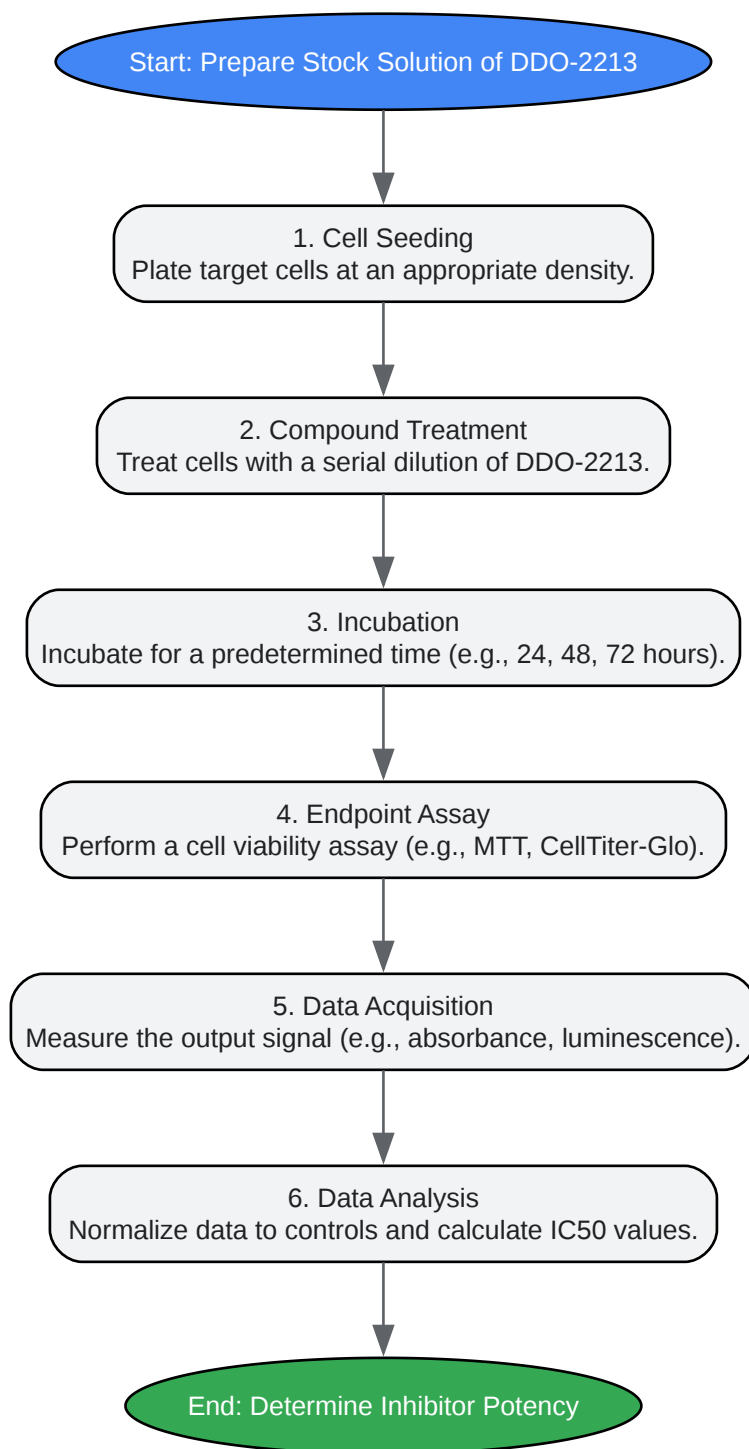 Start: Prepare Stock Solution of DDO-2213
1. Cell Seeding
Plate target cells at an appropriate density.
2. Compound Treatment
Treat cells with a serial dilution of DDO-2213.
3. Incubation
Incubate for a predetermined time (e.g., 24, 48, 72 hours).
4. Endpoint Assay
Perform a cell viability assay (e.g., MTT, CellTiter-Glo).
5. Data Acquisition
Measure the output signal (e.g., absorbance, luminescence).
6. Data Analysis
Normalize data to controls and calculate IC50 values.
End: Determine Inhibitor Potency